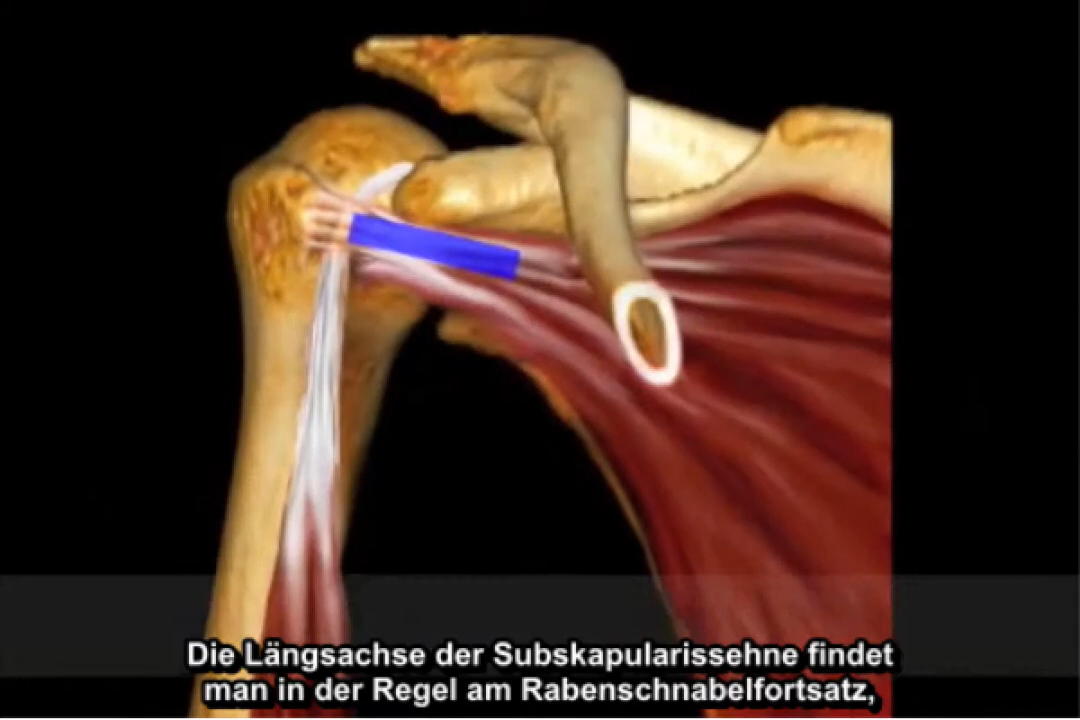 Die Längsachse der Subskapularissehne findet
man in der Regel am Rabenschnabelfortsatz,